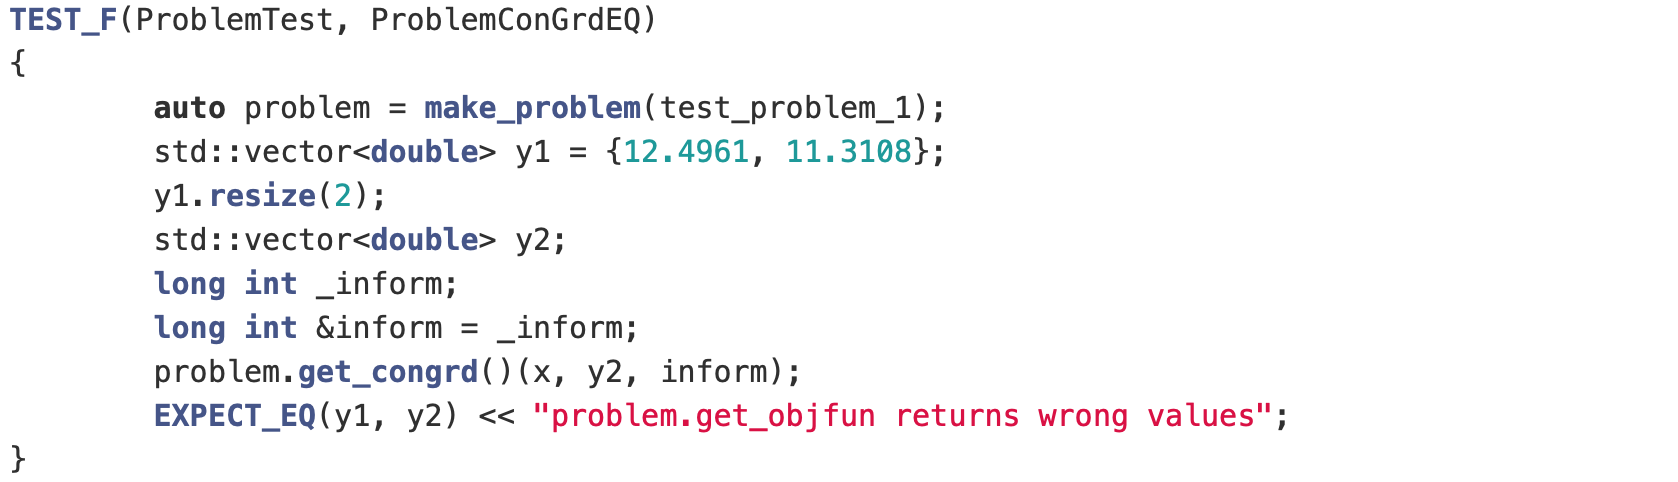 TEST_F(ProblemTest, ProblemConGrdEQ)
{
        auto problem = make_problem(test_problem_1);
        std::vector<double> y1 = {12.4961, 11.3108};
        y1.resize(2);
        std::vector<double> y2;
        long int _inform;
        long int &inform = _inform;
        problem.get_congrd()(x, y2, inform);
        EXPECT_EQ(y1, y2) << "problem.get_objfun returns wrong values";
}